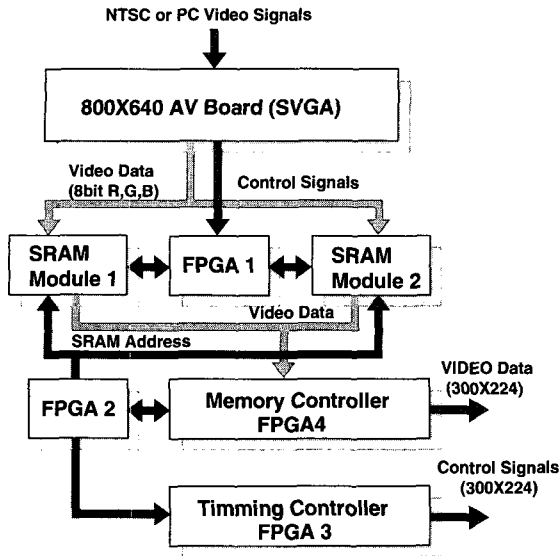 NTSC or PC Video Signals
800X640 AV Board (SVGA)
Video Data
(8bit R,G,B)
Control Signals
SRAM
Module 1
FPGA 1
SRAM
Module 2
Video Data
SRAM Address
FPGA 2
Memory Controller
FPGA4
VIDEO Data
(300X224)
Timming Controller
FPGA 3
Control Signals
(300X224)